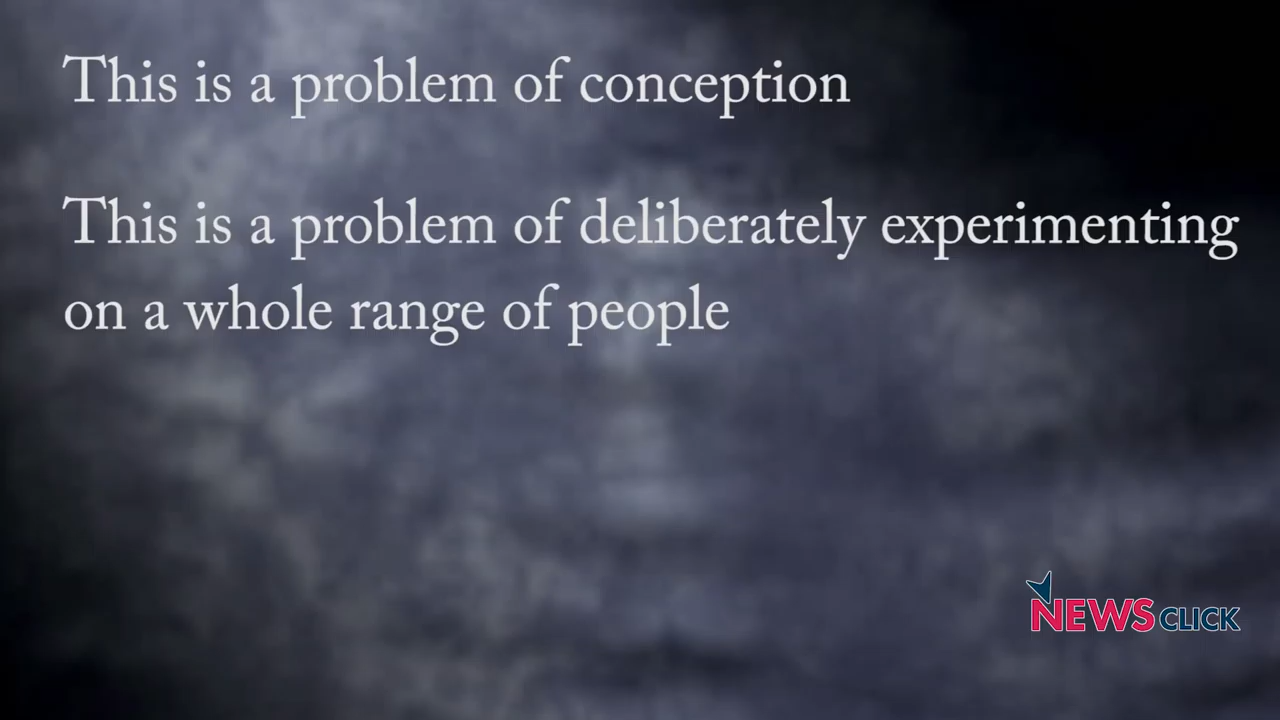 This is a problem of conception
This is a problem of deliberately experimenting
on a whole range of people
NEWSCLICK